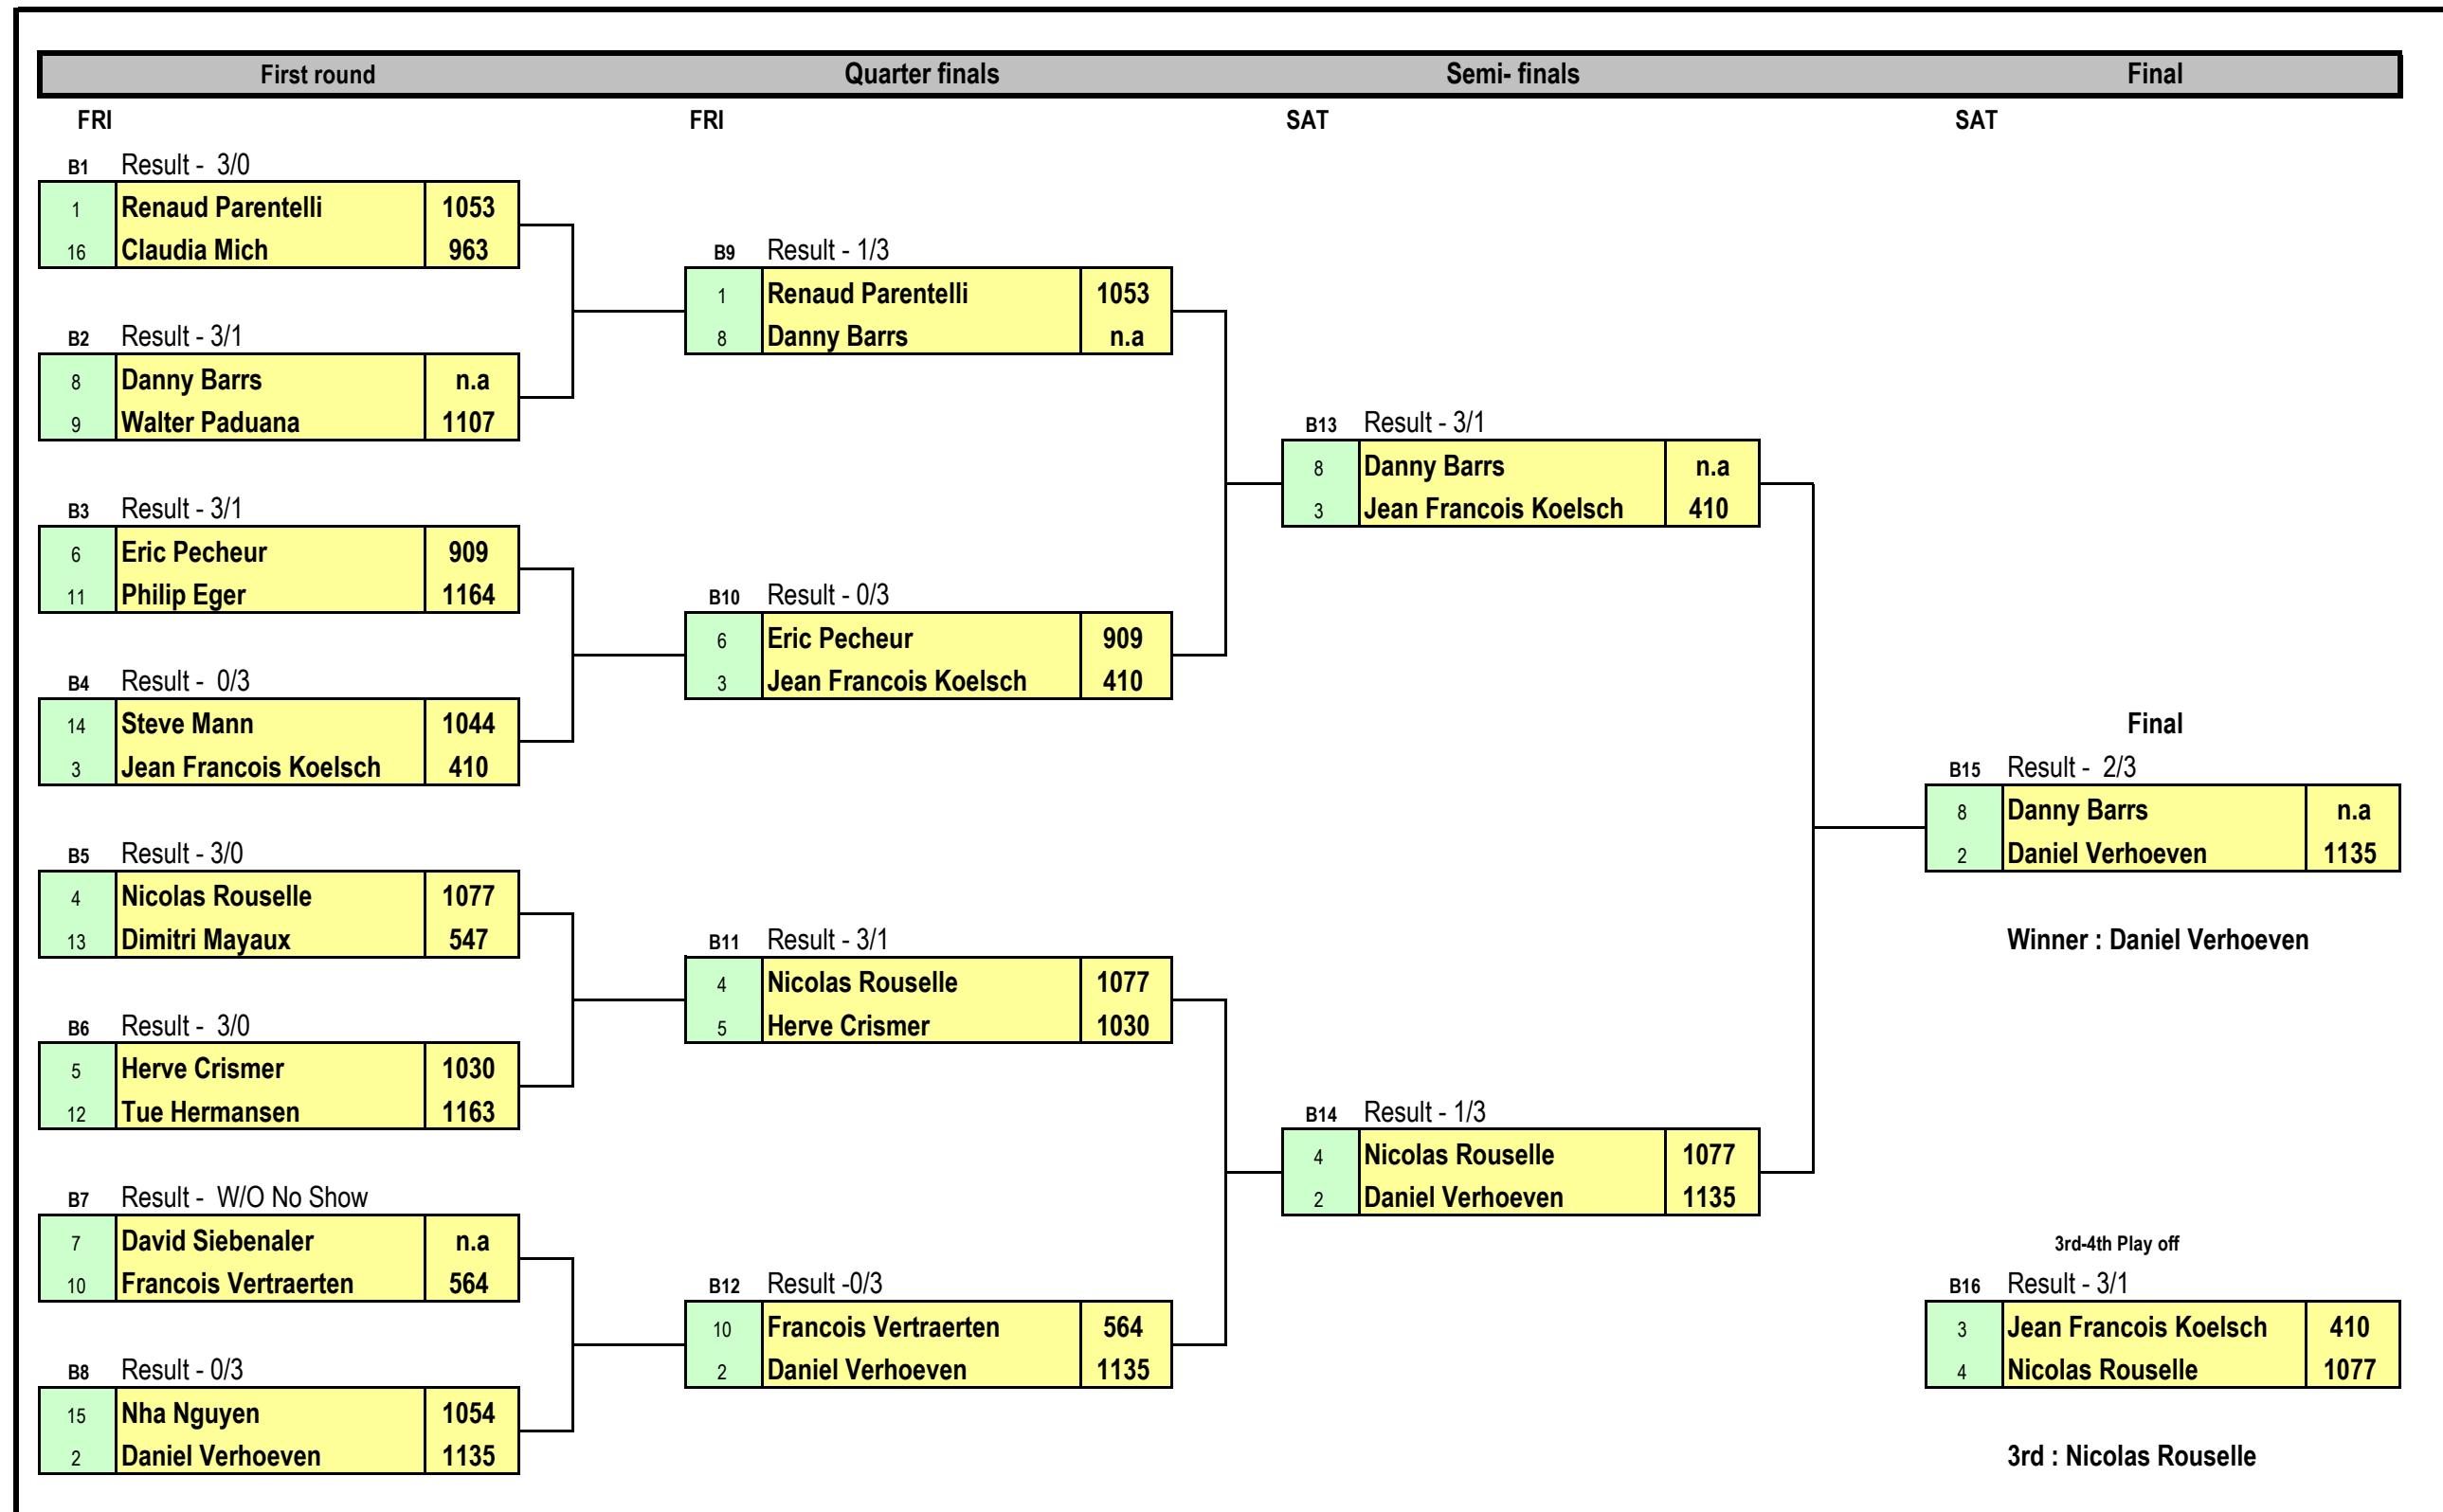 First round Quarter finals Semi- finals Final
FRI FRI SAT SAT
B1 Result - 3/0
1 Renaud Parentelli 1053
16 Claudia Mich 963
B2 Result - 3/1
8 Danny Barrs n.a
9 Walter Paduana 1107
B3 Result - 3/1
6 Eric Pecheur 909
11 Philip Eger 1164
B4 Result - 0/3
14 Steve Mann 1044
3 Jean Francois Koelsch 410
B5 Result - 3/0
4 Nicolas Rouselle 1077
13 Dimitri Mayaux 547
B6 Result - 3/0
5 Herve Crismer 1030
12 Tue Hermansen 1163
B7 Result - W/O No Show
7 David Siebenaler n.a
10 Francois Vertraerten 564
B8 Result - 0/3
15 Nha Nguyen 1054
2 Daniel Verhoeven 1135
B9 Result - 1/3
1 Renaud Parentelli 1053
8 Danny Barrs n.a
B10 Result - 0/3
6 Eric Pecheur 909
3 Jean Francois Koelsch 410
B11 Result - 3/1
4 Nicolas Rouselle 1077
5 Herve Crismer 1030
B12 Result -0/3
10 Francois Vertraerten 564
2 Daniel Verhoeven 1135
B13 Result - 3/1
8 Danny Barrs n.a
3 Jean Francois Koelsch 410
B14 Result - 1/3
4 Nicolas Rouselle 1077
2 Daniel Verhoeven 1135
Final
B15 Result - 2/3
8 Danny Barrs n.a
2 Daniel Verhoeven 1135
Winner : Daniel Verhoeven
3rd-4th Play off
B16 Result - 3/1
3 Jean Francois Koelsch 410
4 Nicolas Rouselle 1077
3rd : Nicolas Rouselle